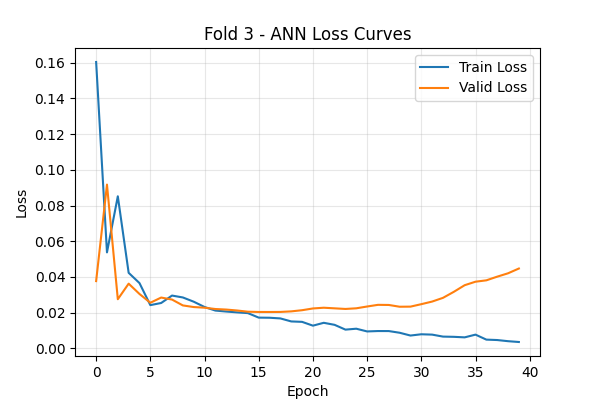 Fold 3 - ANN Loss Curves
Train Loss
Valid Loss
0.16
0.14
0.12
0.10
0.08
0.06
0.04
0.02
0.00
Loss
0 5 10 15 20 25 30 35 40
Epoch